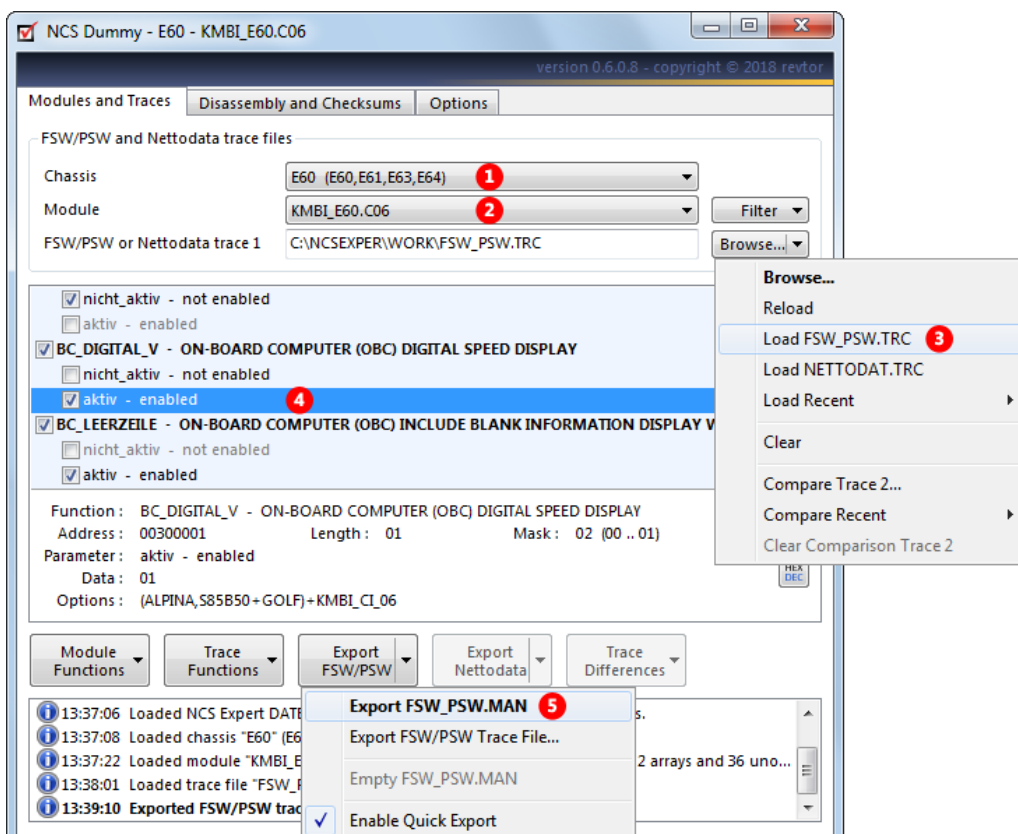 NCS Dummy - E60 - KMBI_E60.C06
version 0.6.0.8 - copyright © 2018 revtor
Modules and Traces Disassembly and Checksums Options
FSW/PSW and Nettodata trace files
Chassis E60 (E60,E61,E63,E64) 1
Module KMBI_E60.C06 2 Filter
FSW/PSW or Nettodata trace 1 C:\NCSEXPER\WORK\FSW_PSW.TRC Browse...
Browse...
Reload
Load FSW_PSW.TRC 3
Load NETTODAT.TRC
Load Recent
Clear
Compare Trace 2...
Compare Recent
Clear Comparison Trace 2
nicht_aktiv - not enabled
aktiv - enabled
BC_DIGITAL_V - ON-BOARD COMPUTER (OBC) DIGITAL SPEED DISPLAY
nicht_aktiv - not enabled
aktiv - enabled 4
BC_LEERZEILE - ON-BOARD COMPUTER (OBC) INCLUDE BLANK INFORMATION DISPLAY W
nicht_aktiv - not enabled
aktiv - enabled
Function : BC_DIGITAL_V - ON-BOARD COMPUTER (OBC) DIGITAL SPEED DISPLAY
Address : 00300001 Length : 01 Mask : 02 (00 .. 01)
Parameter : aktiv - enabled
Data : 01
Options : (ALPINA,S85B50+GOLF)+KMBI_CI_06
HEX
DEC
Module Functions
Trace Functions
Export FSW/PSW
Export Nettodata
Trace Differences
Export FSW_PSW.MAN 5
Export FSW/PSW Trace File...
Empty FSW_PSW.MAN
Enable Quick Export
13:37:06 Loaded NCS Expert DATE s.
13:37:08 Loaded chassis "E60" (E6
13:37:22 Loaded module "KMBI_E 2 arrays and 36 uno...
13:38:01 Loaded trace file "FSW_F
13:39:10 Exported FSW/PSW trac